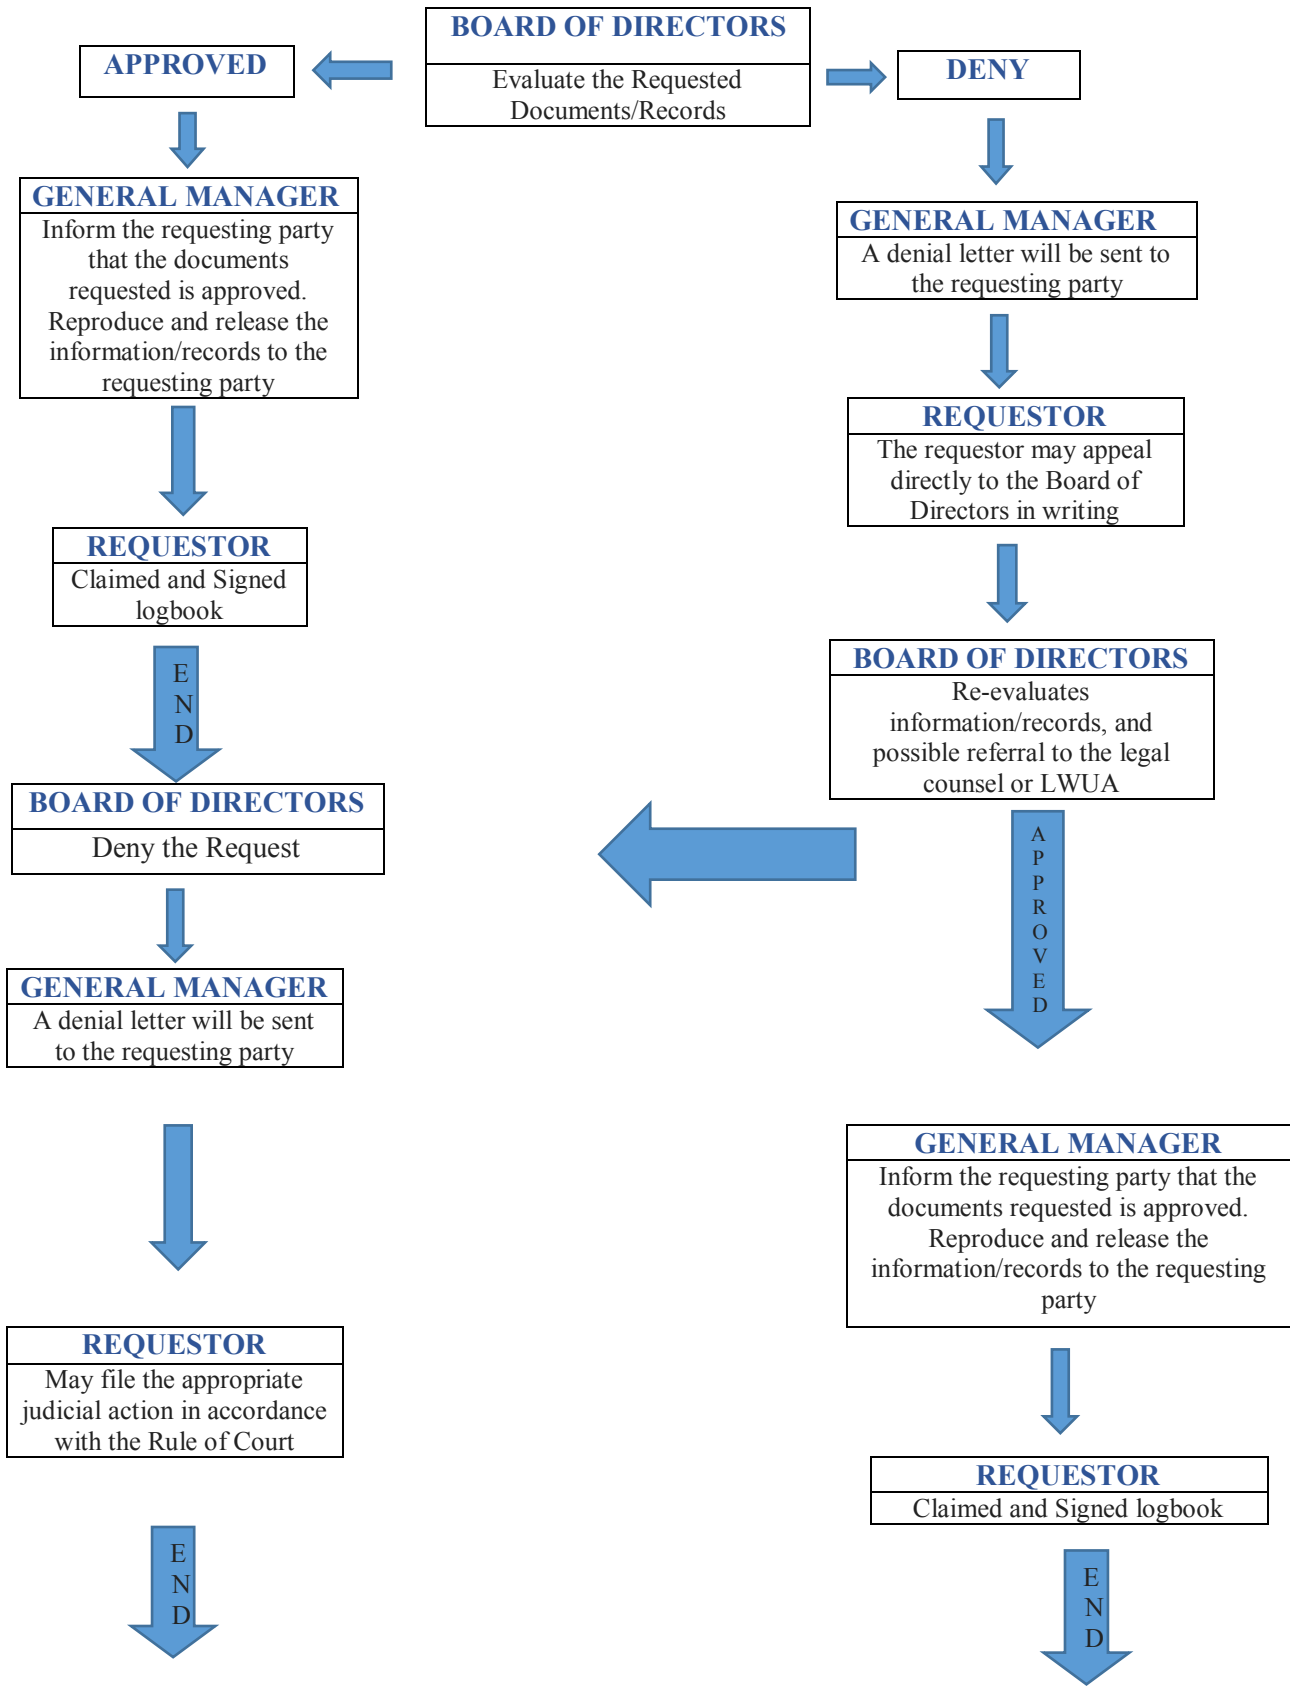 BOARD OF DIRECTORS
Evaluate the Requested
Documents/Records
APPROVED
DENY
GENERAL MANAGER
Inform the requesting party
that the documents
requested is approved.
Reproduce and release the
information/records to the
requesting party
REQUESTOR
Claimed and Signed
logbook
E
N
D
GENERAL MANAGER
A denial letter will be sent to
the requesting party
REQUESTOR
The requestor may appeal
directly to the Board of
Directors in writing
BOARD OF DIRECTORS
Re-evaluates
information/records, and
possible referral to the legal
counsel or LWUA
A
P
P
R
O
V
E
D
BOARD OF DIRECTORS
Deny the Request
GENERAL MANAGER
A denial letter will be sent
to the requesting party
REQUESTOR
May file the appropriate
judicial action in accordance
with the Rule of Court
E
N
D
GENERAL MANAGER
Inform the requesting party that the
documents requested is approved.
Reproduce and release the
information/records to the requesting
party
REQUESTOR
Claimed and Signed logbook
E
N
D